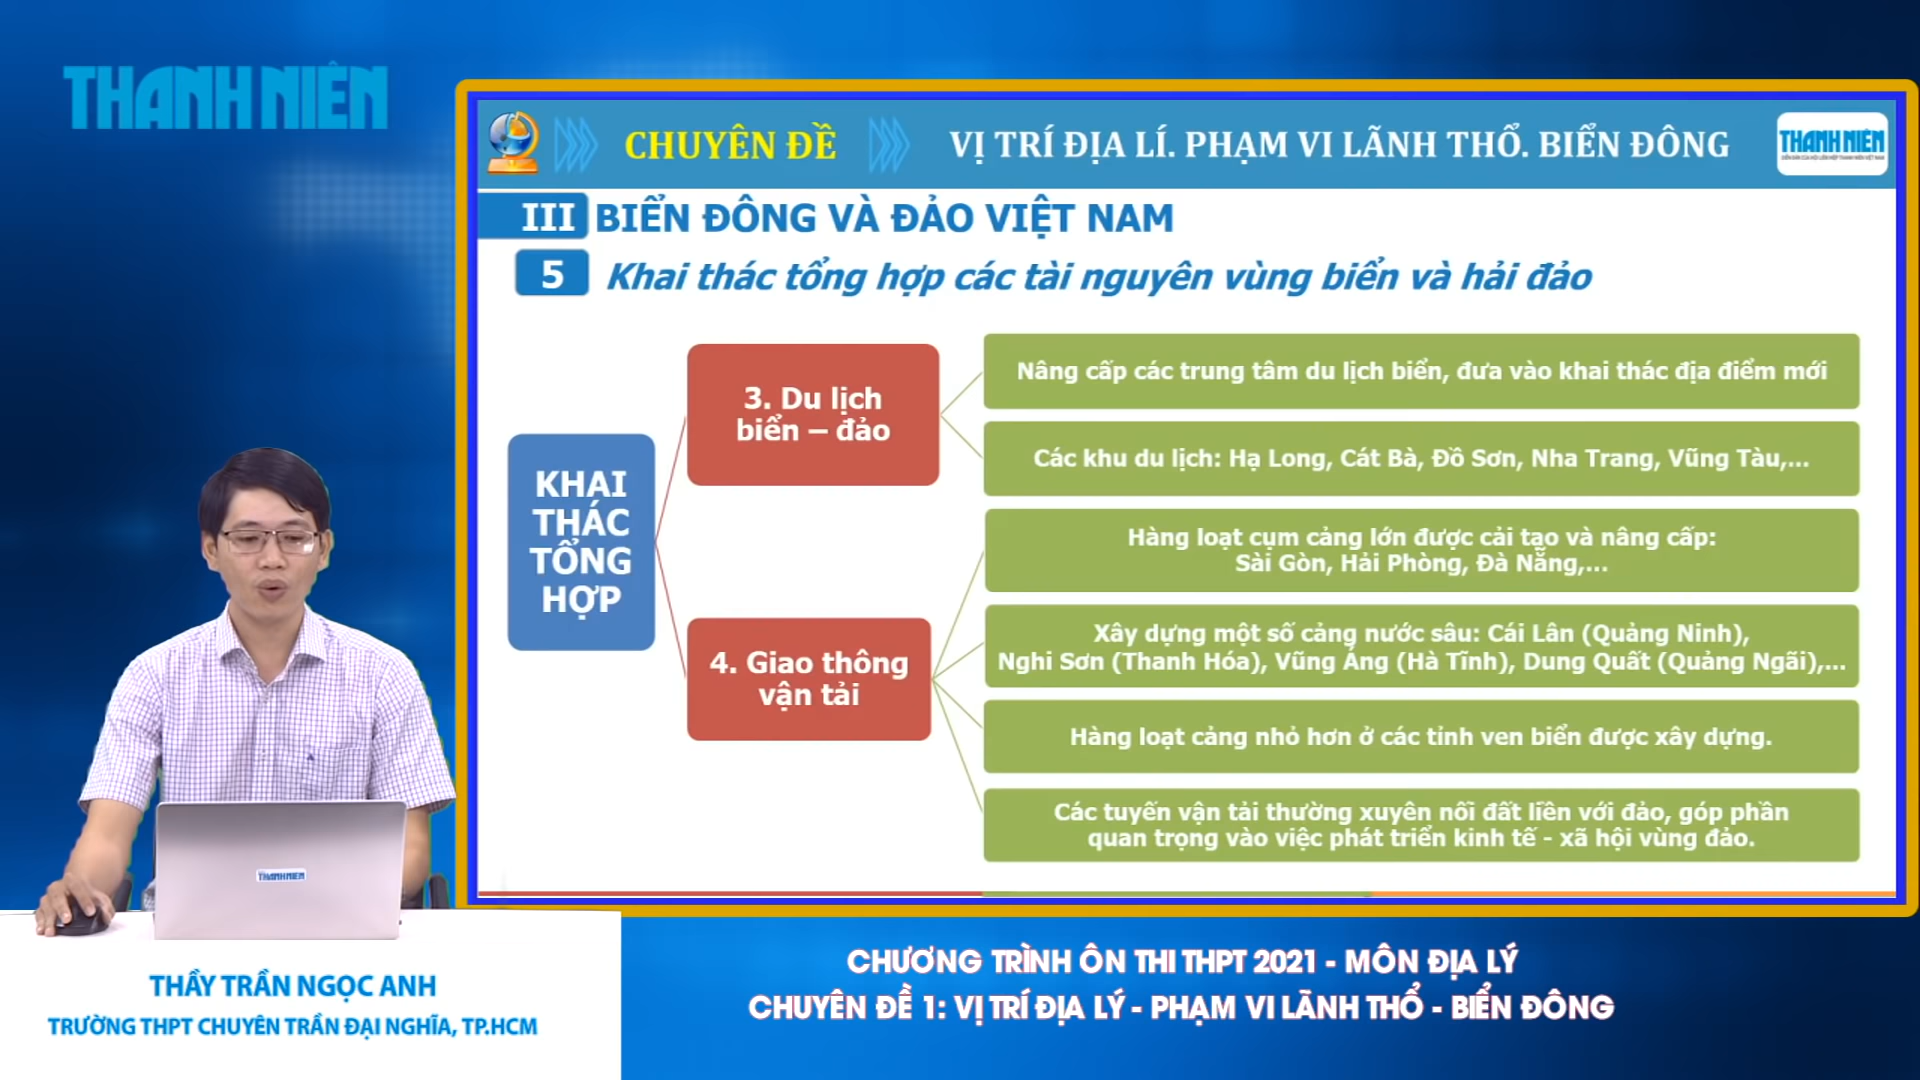 THANH NIÊN
CHUYÊN ĐỀ
VỊ TRÍ ĐỊA LÍ. PHẠM VI LÃNH THỔ. BIỂN ĐÔNG
THANH NIÊN
III BIỂN ĐÔNG VÀ ĐẢO VIỆT NAM
5 Khai thác tổng hợp các tài nguyên vùng biển và hải đảo
KHAI
THÁC
TỔNG
HỢP
3. Du lịch
biển – đảo
Nâng cấp các trung tâm du lịch biển, đưa vào khai thác địa điểm mới
Các khu du lịch: Hạ Long, Cát Bà, Đồ Sơn, Nha Trang, Vũng Tàu,...
4. Giao thông
vận tải
Hàng loạt cụm cảng lớn được cải tạo và nâng cấp:
Sài Gòn, Hải Phòng, Đà Nẵng,...
Xây dựng một số cảng nước sâu: Cái Lân (Quảng Ninh),
Nghi Sơn (Thanh Hóa), Vũng Áng (Hà Tĩnh), Dung Quất (Quảng Ngãi),...
Hàng loạt cảng nhỏ hơn ở các tỉnh ven biển được xây dựng.
Các tuyến vận tải thường xuyên nối đất liền với đảo, góp phần
quan trọng vào việc phát triển kinh tế - xã hội vùng đảo.
THANH NIÊN
THẦY TRẦN NGỌC ANH
TRƯỜNG THPT CHUYÊN TRẦN ĐẠI NGHĨA, TP.HCM
CHƯƠNG TRÌNH ÔN THI THPT 2021 - MÔN ĐỊA LÝ
CHUYÊN ĐỀ 1: VỊ TRÍ ĐỊA LÝ - PHẠM VI LÃNH THỔ - BIỂN ĐÔNG